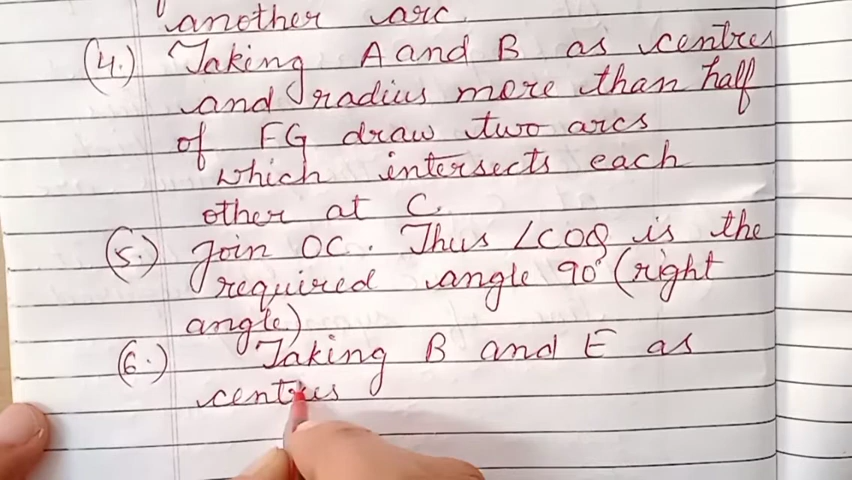 another arc
(4.) Taking A and B as centres
and radius more than half
of FG draw two arcs
which intersects each
other at C.
(5.) Join OC. Thus ∠COQ is the
required angle 90° (right
angle)
(6.) Taking B and E as
centres